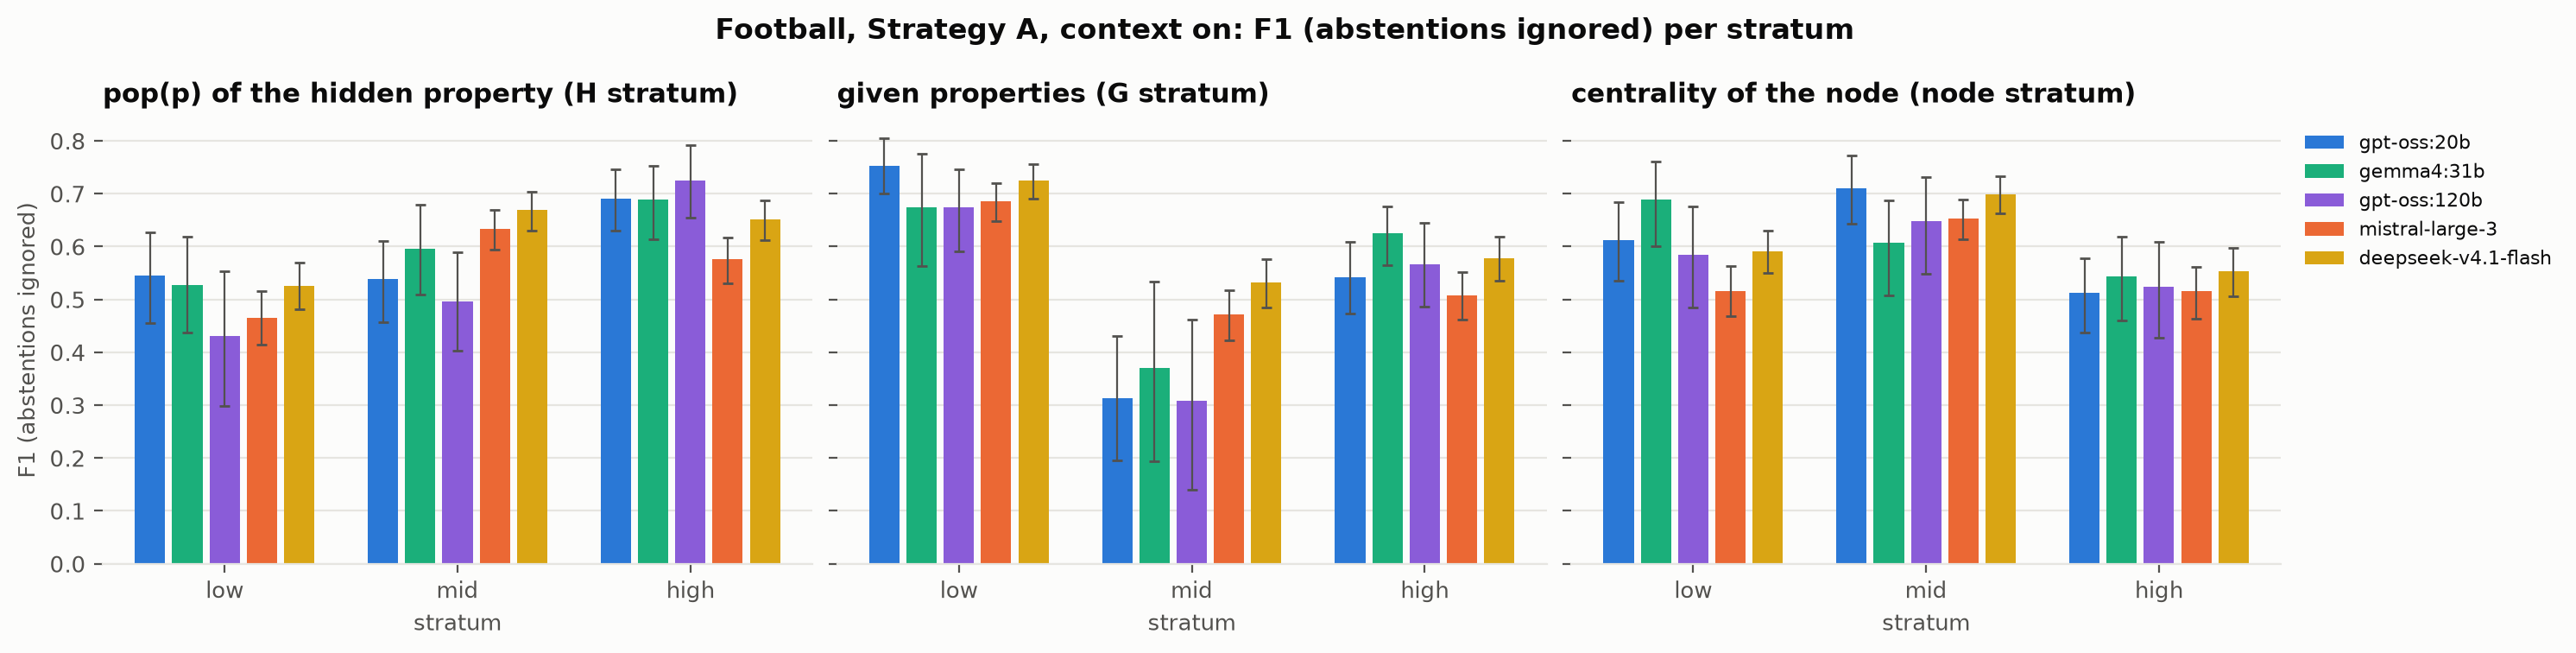 Football, Strategy A, context on: F1 (abstentions ignored) per stratum
pop(p) of the hidden property (H stratum)
given properties (G stratum)
centrality of the node (node stratum)
F1 (abstentions ignored)
0.8
0.7
0.6
0.5
0.4
0.3
0.2
0.1
0.0
low mid high
stratum
low mid high
stratum
low mid high
stratum
gpt-oss:20b
gemma4:31b
gpt-oss:120b
mistral-large-3
deepseek-v4.1-flash